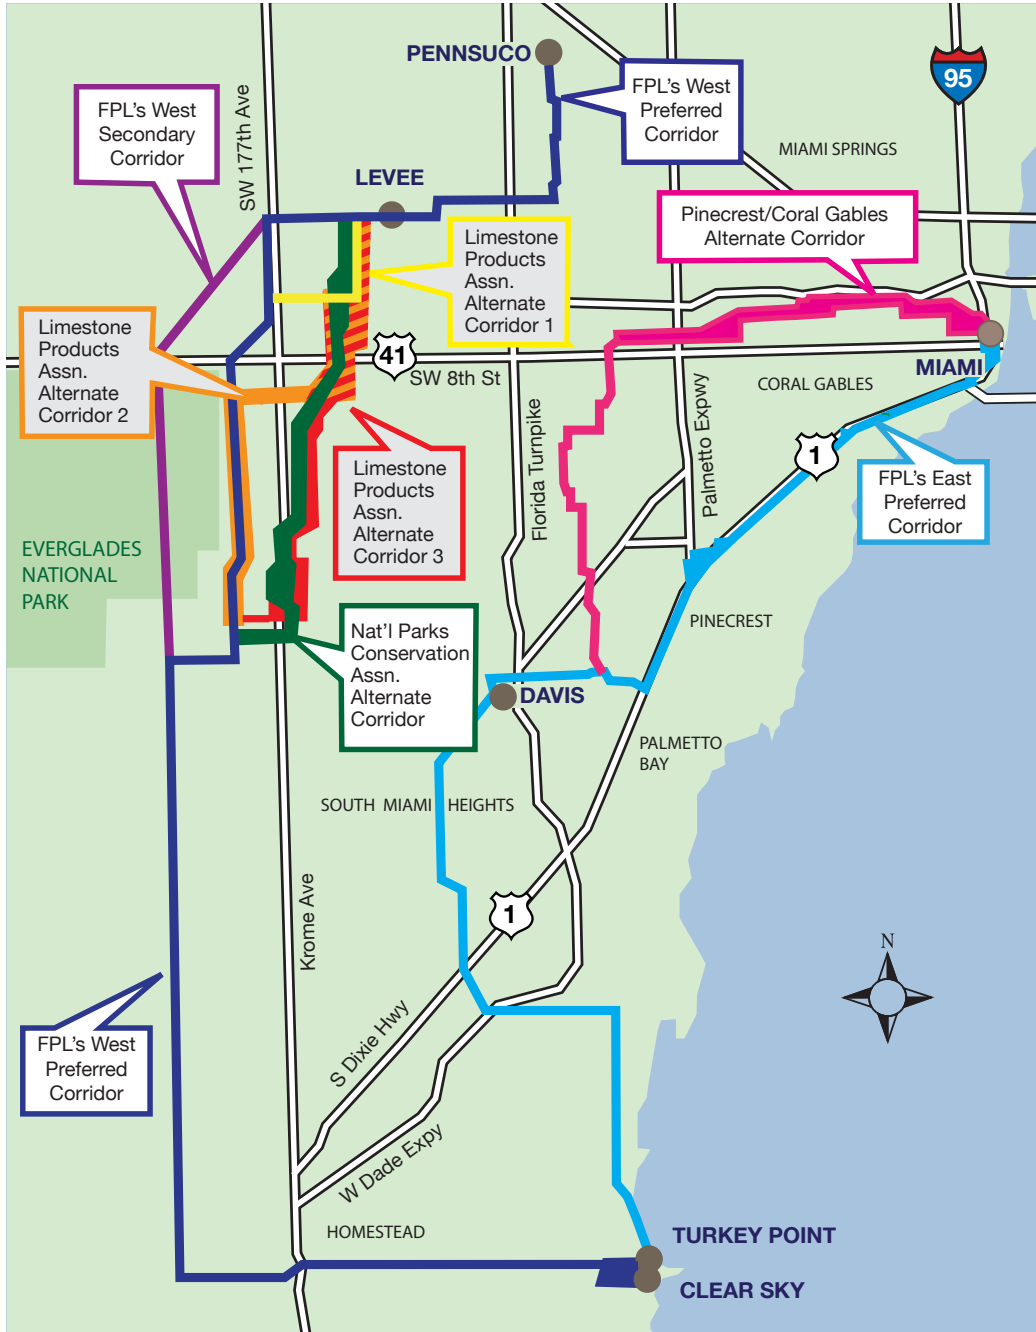 PENNSUCO
FPL's West
Preferred
Corridor
95
FPL's West
Secondary
Corridor
SW 177th Ave
MIAMI SPRINGS
LEVEE
Pinecrest/Coral Gables
Alternate Corridor
Limestone
Products
Assn.
Alternate
Corridor 1
Limestone
Products
Assn.
Alternate
Corridor 2
41
SW 8th St
MIAMI
CORAL GABLES
Florida Turnpike
Palmetto Expwy
1
Limestone
Products
Assn.
Alternate
Corridor 3
FPL's East
Preferred
Corridor
EVERGLADES
NATIONAL
PARK
PINECREST
Nat'l Parks
Conservation
Assn.
Alternate
Corridor
DAVIS
PALMETTO
BAY
SOUTH MIAMI HEIGHTS
Krome Ave
1
N
S Dixie Hwy
FPL's West
Preferred
Corridor
W Dade Expy
HOMESTEAD
TURKEY POINT
CLEAR SKY